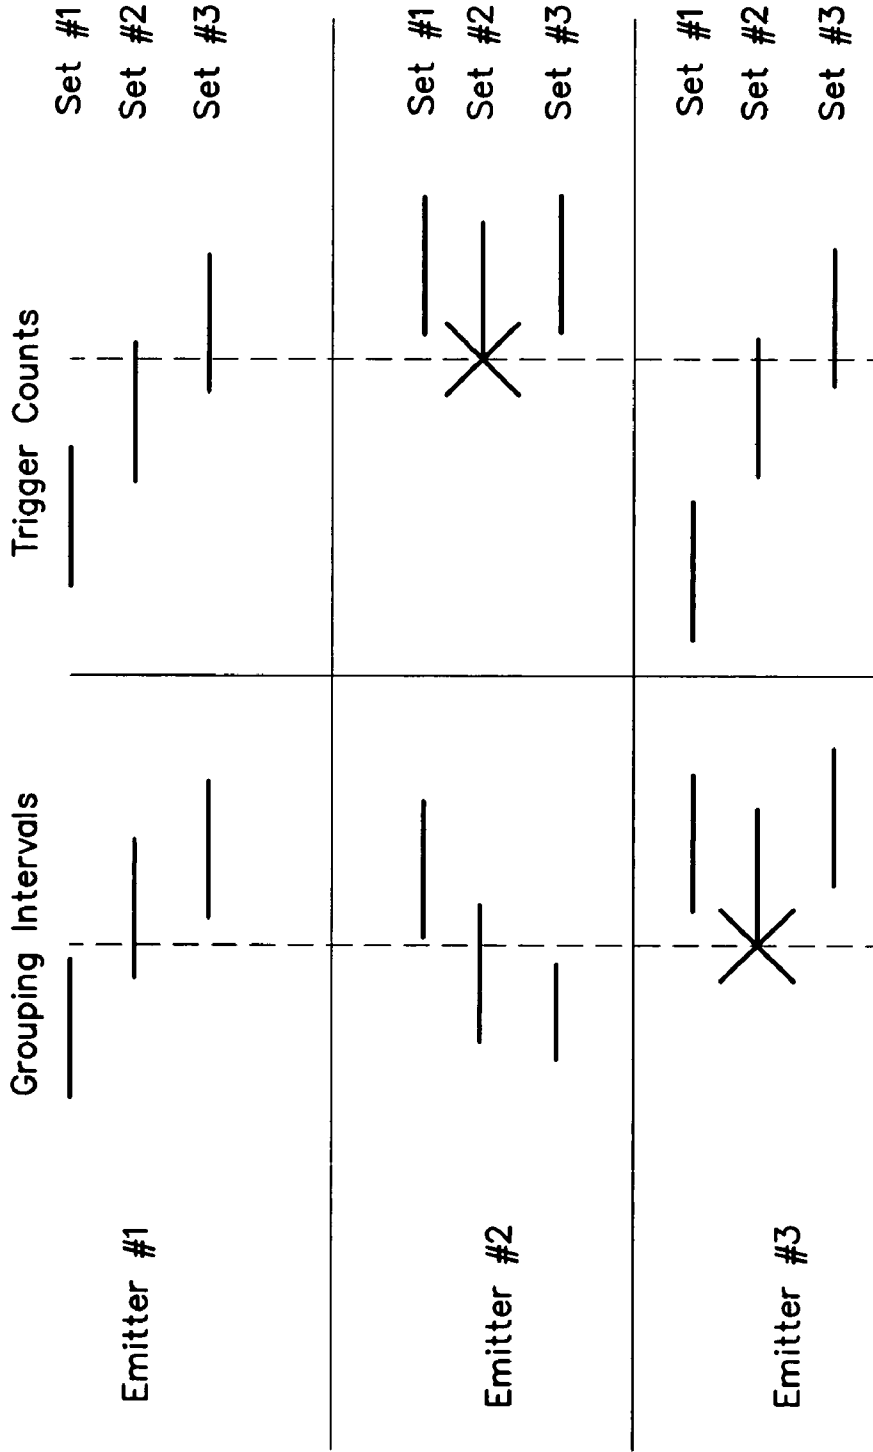 Grouping Intervals
Trigger Counts
Emitter #1
Set #1
Set #2
Set #3
Emitter #2
Set #1
Set #2
Set #3
Emitter #3
Set #1
Set #2
Set #3